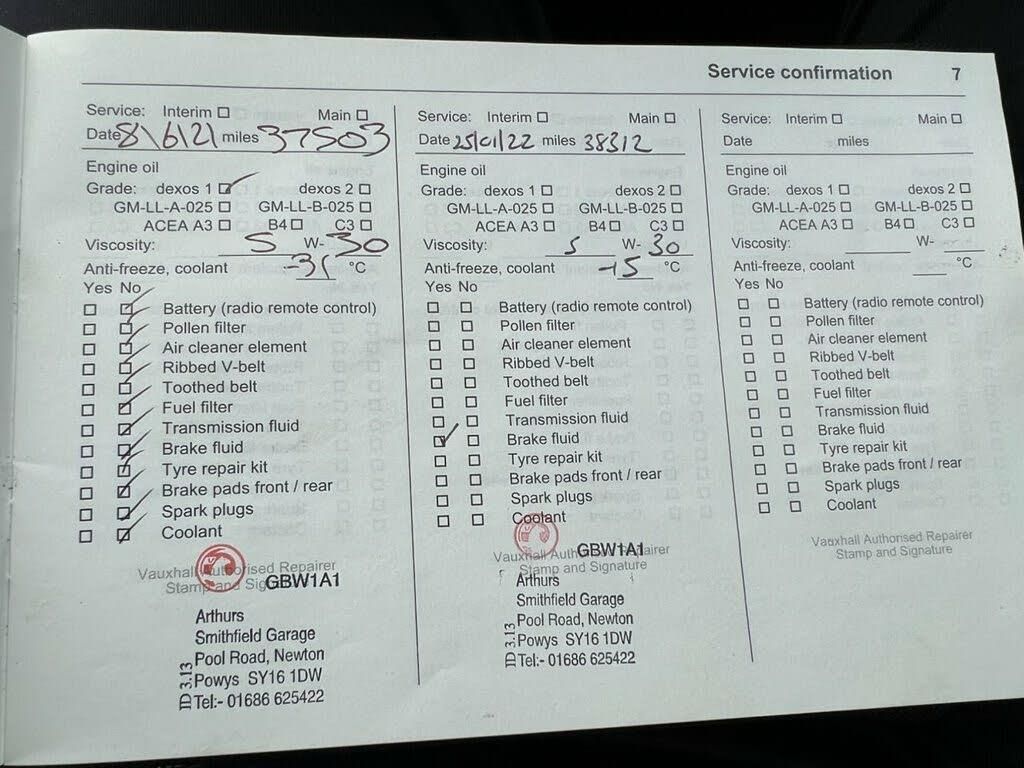 Service confirmation 7
Service: Interim ☐ Main ☐
Date 8\6\21 miles 37503
Engine oil
Grade: dexos 1 ☑ dexos 2 ☐
GM-LL-A-025 ☐ GM-LL-B-025 ☐
ACEA A3 ☐ B4 ☐ C3 ☐
Viscosity: 5 W- 30
Anti-freeze, coolant -31 °C
Yes No
☐ ☑ Battery (radio remote control)
☐ ☑ Pollen filter
☐ ☑ Air cleaner element
☐ ☑ Ribbed V-belt
☐ ☑ Toothed belt
☐ ☑ Fuel filter
☐ ☑ Transmission fluid
☐ ☑ Brake fluid
☐ ☑ Tyre repair kit
☐ ☑ Brake pads front / rear
☐ ☑ Spark plugs
☐ ☑ Coolant
Vauxhall Authorised Repairer
Stamp and
GBW1A1
Arthurs
Smithfield Garage
Pool Road, Newton
Powys SY16 1DW
Tel:- 01686 625422
ID 3.13
Service: Interim ☐ Main ☐
Date 25/01/22 miles 38312
Engine oil
Grade: dexos 1 ☐ dexos 2 ☐
GM-LL-A-025 ☐ GM-LL-B-025 ☐
ACEA A3 ☐ B4 ☐ C3 ☐
Viscosity: 5 W- 30
Anti-freeze, coolant -15 °C
Yes No
☐ ☐ Battery (radio remote control)
☐ ☐ Pollen filter
☐ ☐ Air cleaner element
☐ ☐ Ribbed V-belt
☐ ☐ Toothed belt
☐ ☐ Fuel filter
☐ ☐ Transmission fluid
☑ ☐ Brake fluid
☐ ☐ Tyre repair kit
☐ ☐ Brake pads front / rear
☐ ☐ Spark plugs
☐ ☐ Coolant
Vauxhall Authorised Repairer
Stamp and Signature
GBW1A1
Arthurs
Smithfield Garage
Pool Road, Newton
Powys SY16 1DW
Tel:- 01686 625422
ID 3.13
Service: Interim ☐ Main ☐
Date miles
Engine oil
Grade: dexos 1 ☐ dexos 2 ☐
GM-LL-A-025 ☐ GM-LL-B-025 ☐
ACEA A3 ☐ B4 ☐ C3 ☐
Viscosity: W-
Anti-freeze, coolant °C
Yes No
☐ ☐ Battery (radio remote control)
☐ ☐ Pollen filter
☐ ☐ Air cleaner element
☐ ☐ Ribbed V-belt
☐ ☐ Toothed belt
☐ ☐ Fuel filter
☐ ☐ Transmission fluid
☐ ☐ Brake fluid
☐ ☐ Tyre repair kit
☐ ☐ Brake pads front / rear
☐ ☐ Spark plugs
☐ ☐ Coolant
Vauxhall Authorised Repairer
Stamp and Signature